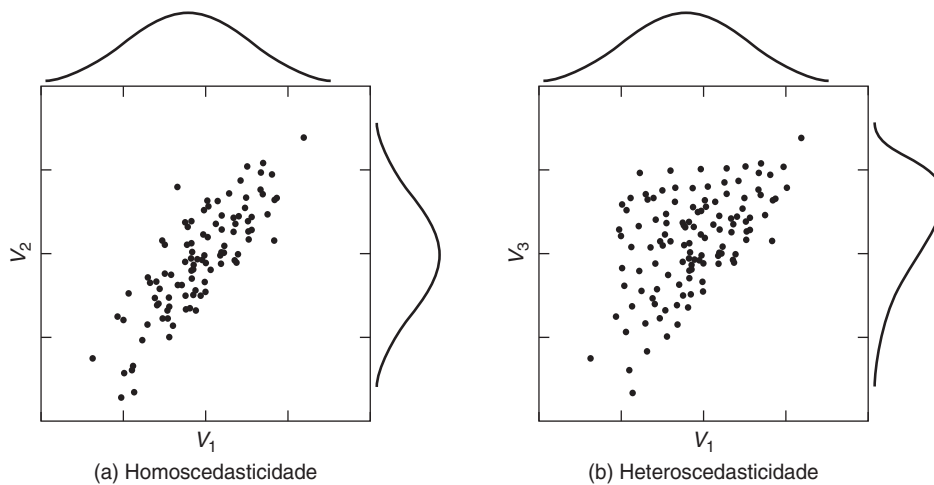 V2
V1
(a) Homoscedasticidade
V3
V1
(b) Heteroscedasticidade